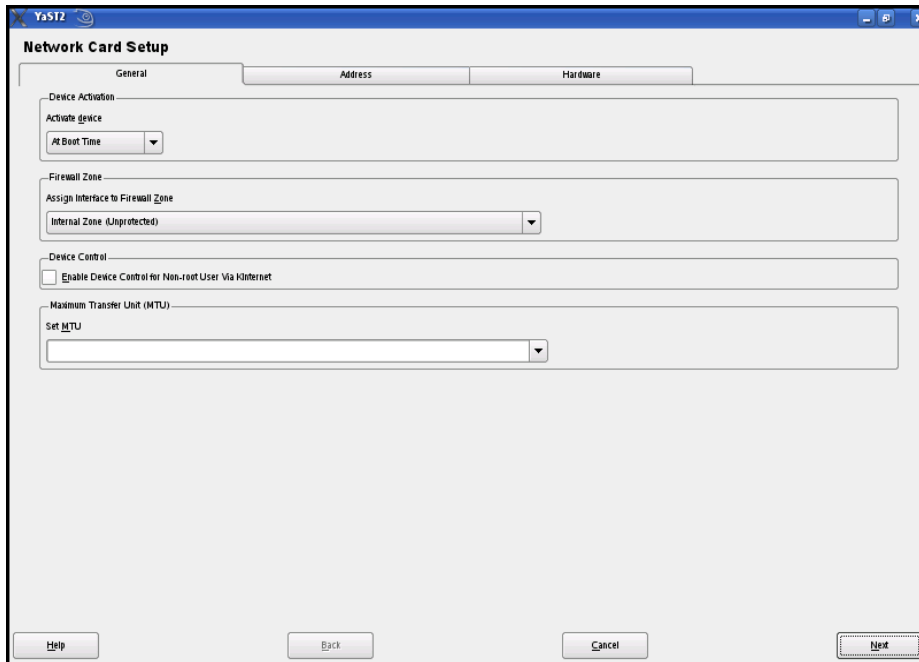 YaST2
Network Card Setup
General
Address
Hardware
Device Activation
Activate device
At Boot Time
Firewall Zone
Assign Interface to Firewall Zone
Internal Zone (Unprotected)
Device Control
Enable Device Control for Non-root User Via KInternet
Maximum Transfer Unit (MTU)
Set MTU
Help
Back
Cancel
Next